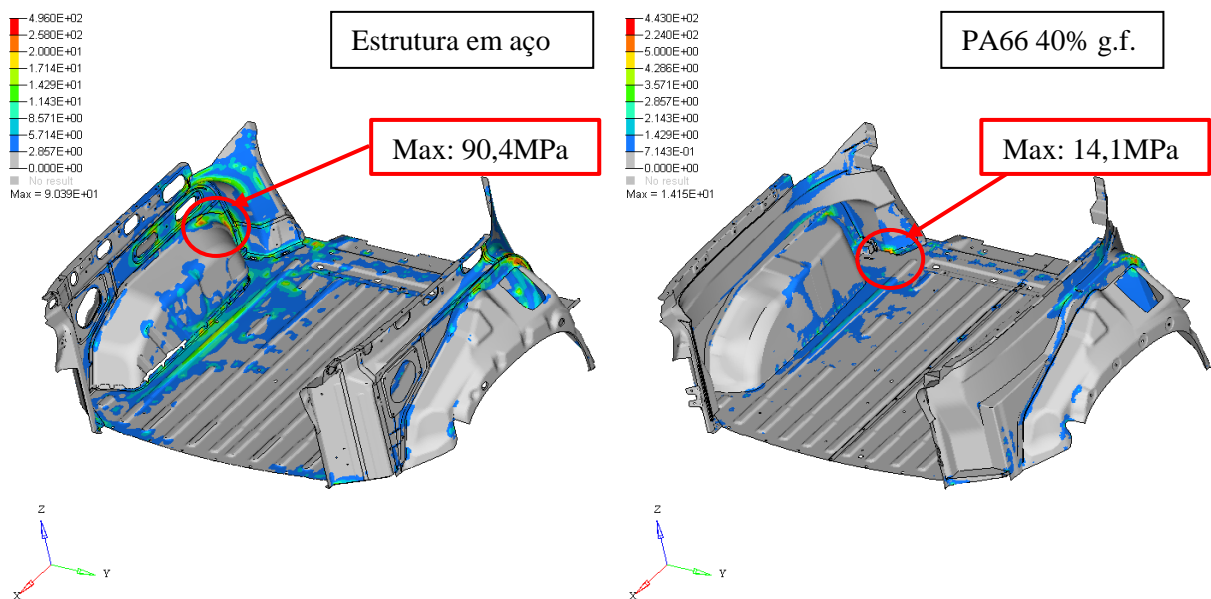 4.960E+02
2.580E+02
2.000E+01
1.714E+01
1.429E+01
1.143E+01
8.571E+00
5.714E+00
2.857E+00
0.000E+00
No result
Max = 9.039E+01
Estrutura em aço
Max: 90,4MPa
Z
Y
X
4.430E+02
2.240E+02
5.000E+00
4.286E+00
3.571E+00
2.857E+00
2.143E+00
1.429E+00
7.143E-01
0.000E+00
No result
Max = 1.415E+01
PA66 40% g.f.
Max: 14,1MPa
Z
Y
X